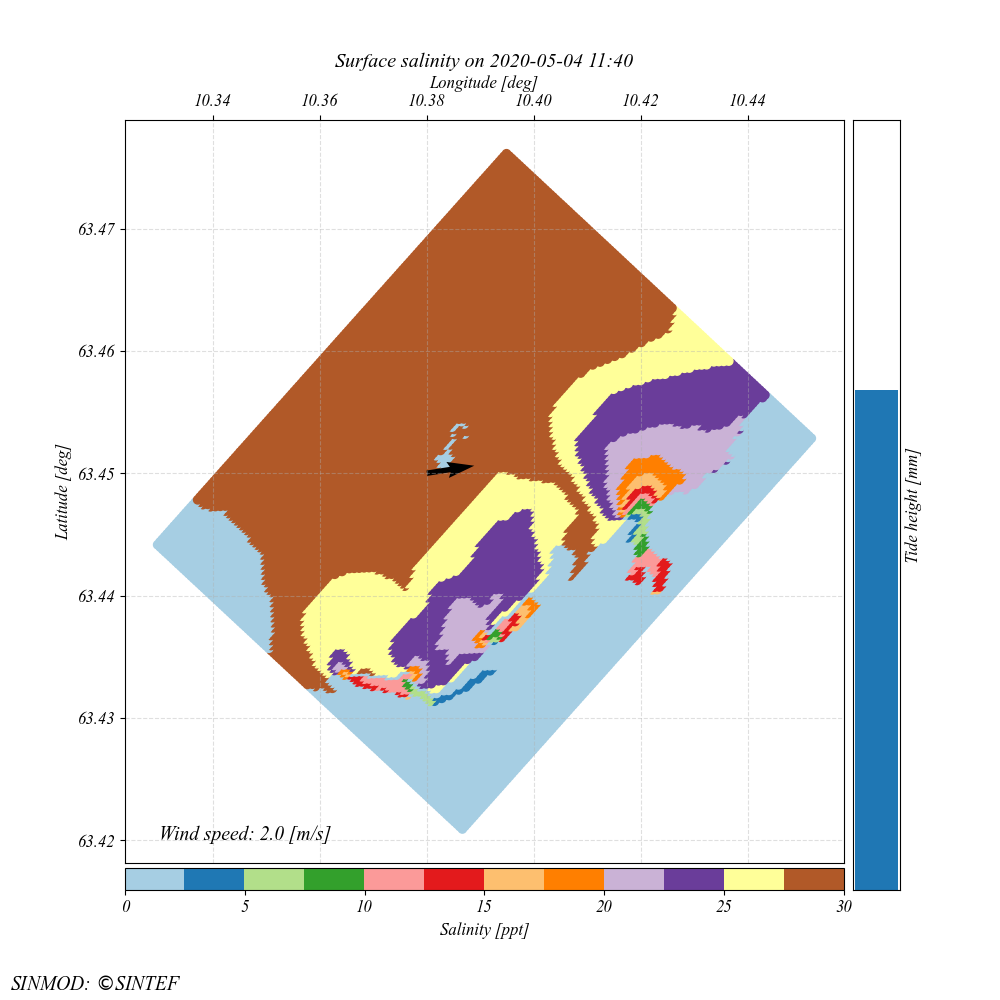 Surface salinity on 2020-05-04 11:40
Longitude [deg]
10.34 10.36 10.38 10.40 10.42 10.44
63.47
63.46
63.45
63.44
63.43
63.42
Latitude [deg]
Tide height [mm]
Wind speed: 2.0 [m/s]
0 5 10 15 20 25 30
Salinity [ppt]
SINMOD: ©SINTEF